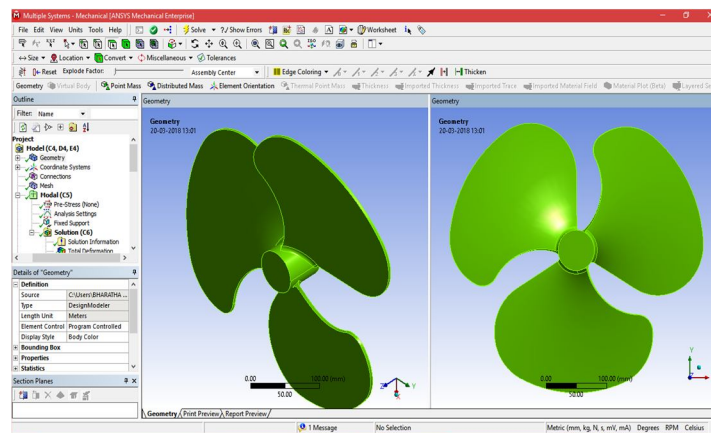 Multiple Systems - Mechanical [ANSYS Mechanical Enterprise]
File Edit View Units Tools Help Solve ?/ Show Errors Worksheet
Size Location Convert Miscellaneous Tolerances
Reset Explode Factor: Assembly Center Edge Coloring Thicken
Geometry Virtual Body Point Mass Distributed Mass Element Orientation Thermal Point Mass Thickness Imported Thickness Imported Trace Imported Material Field Material Plot (Beta) Layered Se
Outline
Filter: Name
Project
Model (C4, D4, E4)
Geometry
Coordinate Systems
Connections
Mesh
Modal (C5)
Pre-Stress (None)
Analysis Settings
Fixed Support
Solution (C6)
Solution Information
Total Deformation
Details of "Geometry"
Definition
Source C:\Users\BHARATHA ...
Type DesignModeler
Length Unit Meters
Element Control Program Controlled
Display Style Body Color
Bounding Box
Properties
Statistics
Section Planes
Geometry
Geometry
20-03-2018 13:01
0.00 100.00 (mm)
50.00
Z Y X
Geometry Print Preview Report Preview
Geometry
Geometry
20-03-2018 13:01
0.00 100.00 (mm)
50.00
Y
Z X
1 Message No Selection Metric (mm, kg, N, s, mV, mA) Degrees RPM Celsius